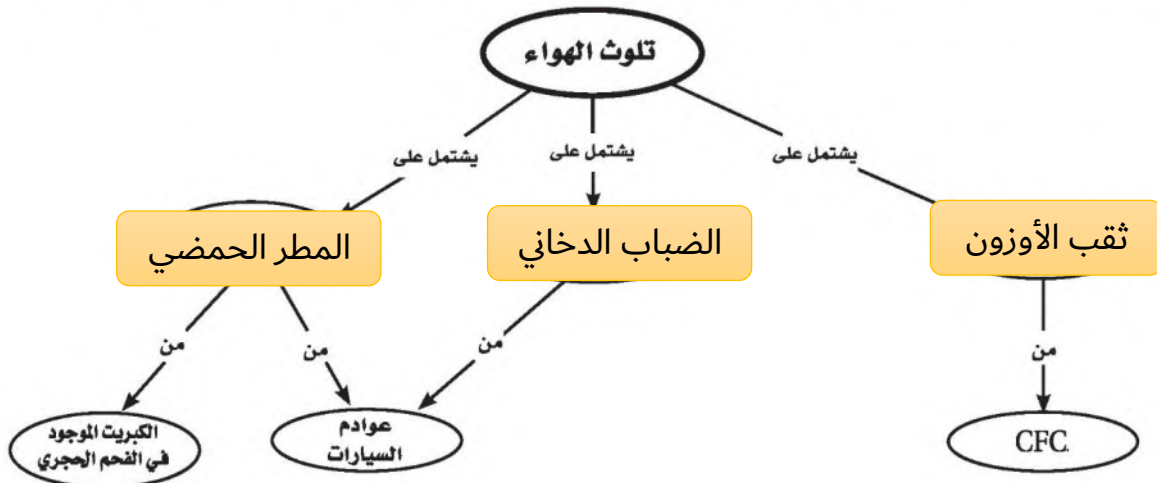 تلوث الهواء
يشتمل على
يشتمل على
يشتمل على
ثقب الأوزون
الضباب الدخاني
المطر الحمضي
من
من
من
من
CFC.
عوادم
السيارات
الكبريت الموجود
في الفحم الحجري